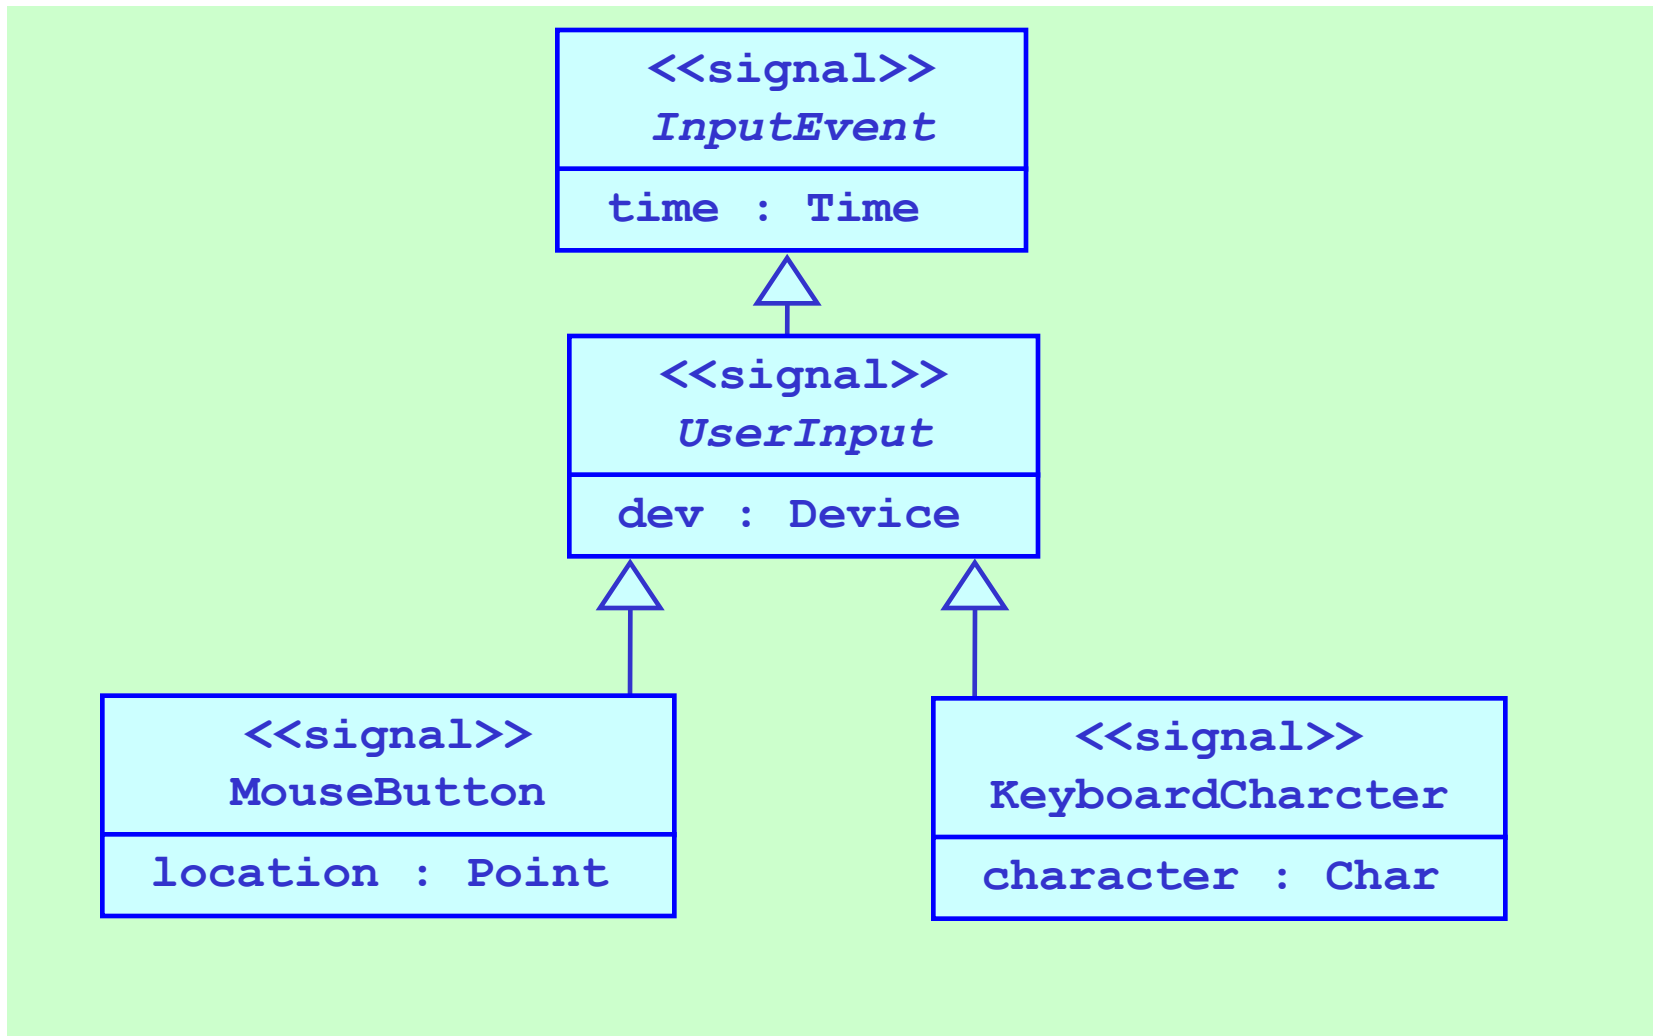 <<signal>>
InputEvent
time : Time
<<signal>>
UserInput
dev : Device
<<signal>>
MouseButton
location : Point
<<signal>>
KeyboardCharcter
character : Char